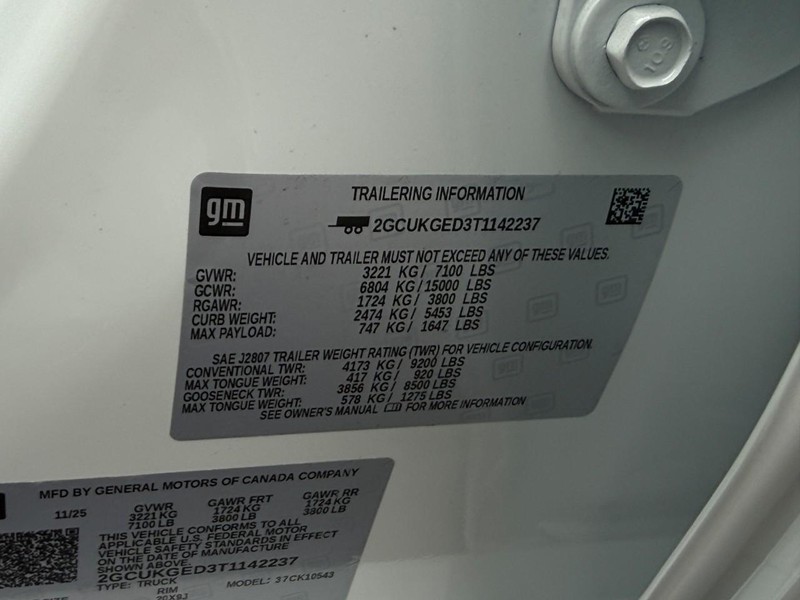 10.9
gm
TRAILERING INFORMATION
2GCUKGED3T1142237
VEHICLE AND TRAILER MUST NOT EXCEED ANY OF THESE VALUES.
GVWR: 3221 KG / 7100 LBS
GCWR: 6804 KG / 15000 LBS
RGAWR: 1724 KG / 3800 LBS
CURB WEIGHT: 2474 KG / 5453 LBS
MAX PAYLOAD: 747 KG / 1647 LBS
SAE J2807 TRAILER WEIGHT RATING (TWR) FOR VEHICLE CONFIGURATION.
CONVENTIONAL TWR: 4173 KG / 9200 LBS
MAX TONGUE WEIGHT: 417 KG / 920 LBS
GOOSENECK TWR: 3856 KG / 8500 LBS
MAX TONGUE WEIGHT: 578 KG / 1275 LBS
SEE OWNER'S MANUAL FOR MORE INFORMATION
MFD BY GENERAL MOTORS OF CANADA COMPANY
11/25 GVWR GAWR FRT GAWR RR
3221 KG 1724 KG 1724 KG
7100 LB 3800 LB 3800 LB
THIS VEHICLE CONFORMS TO ALL
APPLICABLE U.S. FEDERAL MOTOR
VEHICLE SAFETY STANDARDS IN EFFECT
ON THE DATE OF MANUFACTURE
SHOWN ABOVE.
2GCUKGED3T1142237
TYPE: TRUCK MODEL: 37CK10543
RIM
20X9J